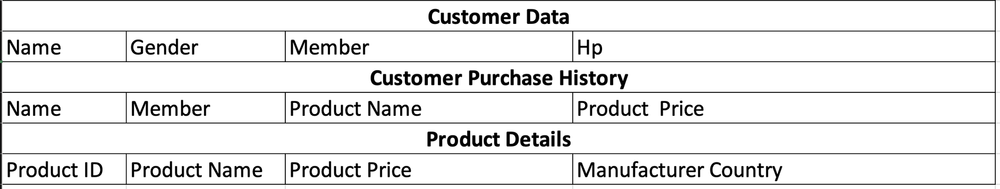 Customer Data
Name Gender Member Hp
Customer Purchase History
Name Member Product Name Product  Price
Product Details
Product ID Product Name Product Price Manufacturer Country